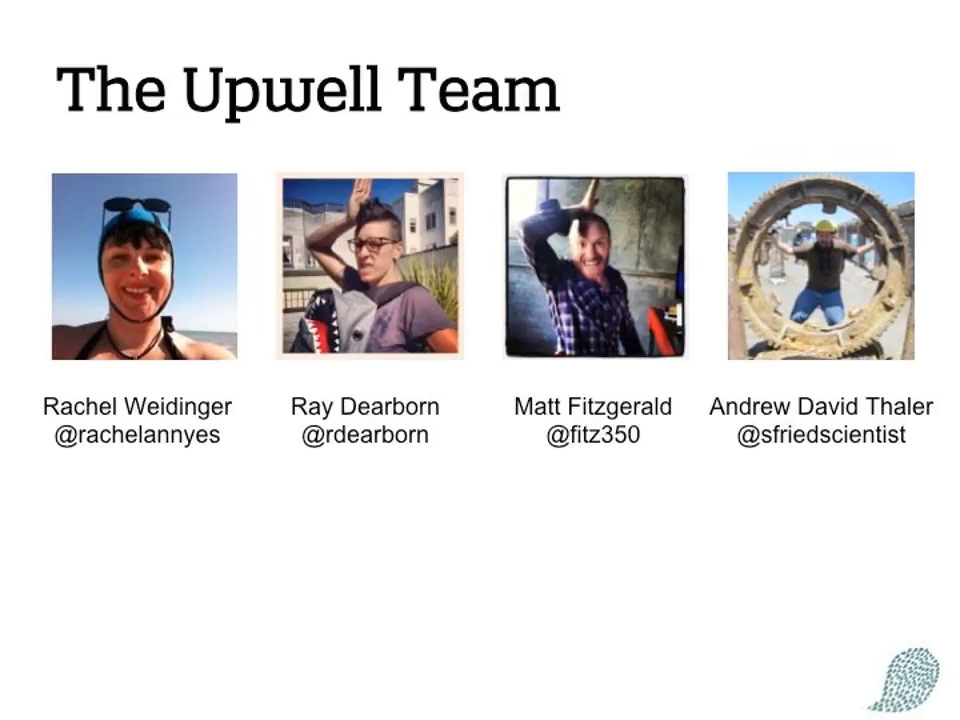 The Upwell Team
Rachel Weidinger
@rachelannyes
Ray Dearborn
@rdearborn
Matt Fitzgerald
@fitz350
Andrew David Thaler
@sfriedscientist